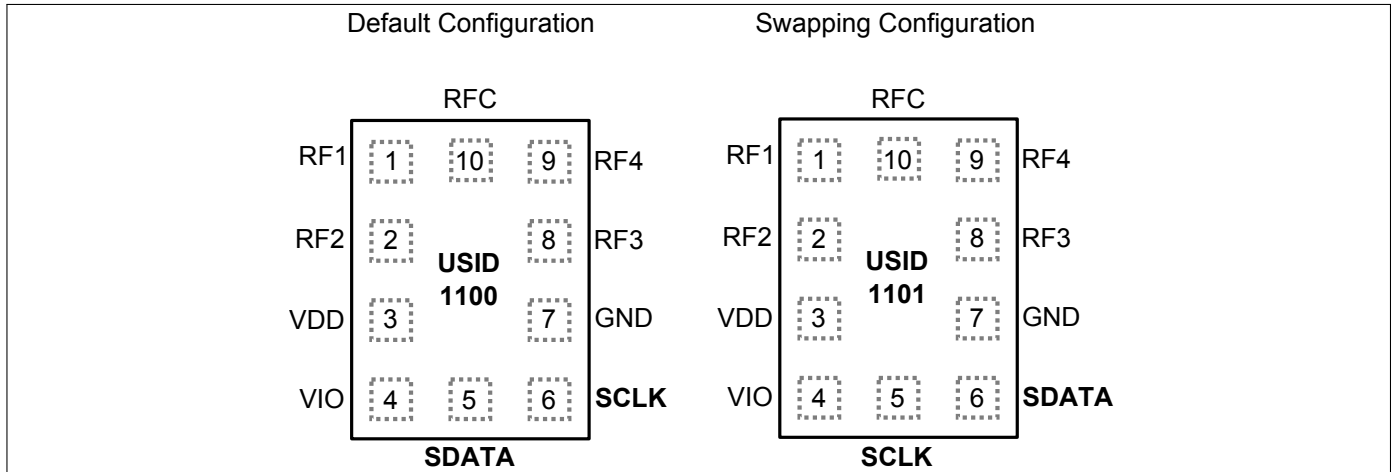 Default Configuration
Swapping Configuration
RFC
RF1 1 10 9 RF4
RF2 2 8 RF3
USID
1100
VDD 3 7 GND
VIO 4 5 6 SCLK
SDATA
RFC
RF1 1 10 9 RF4
RF2 2 8 RF3
USID
1101
VDD 3 7 GND
VIO 4 5 6 SDATA
SCLK